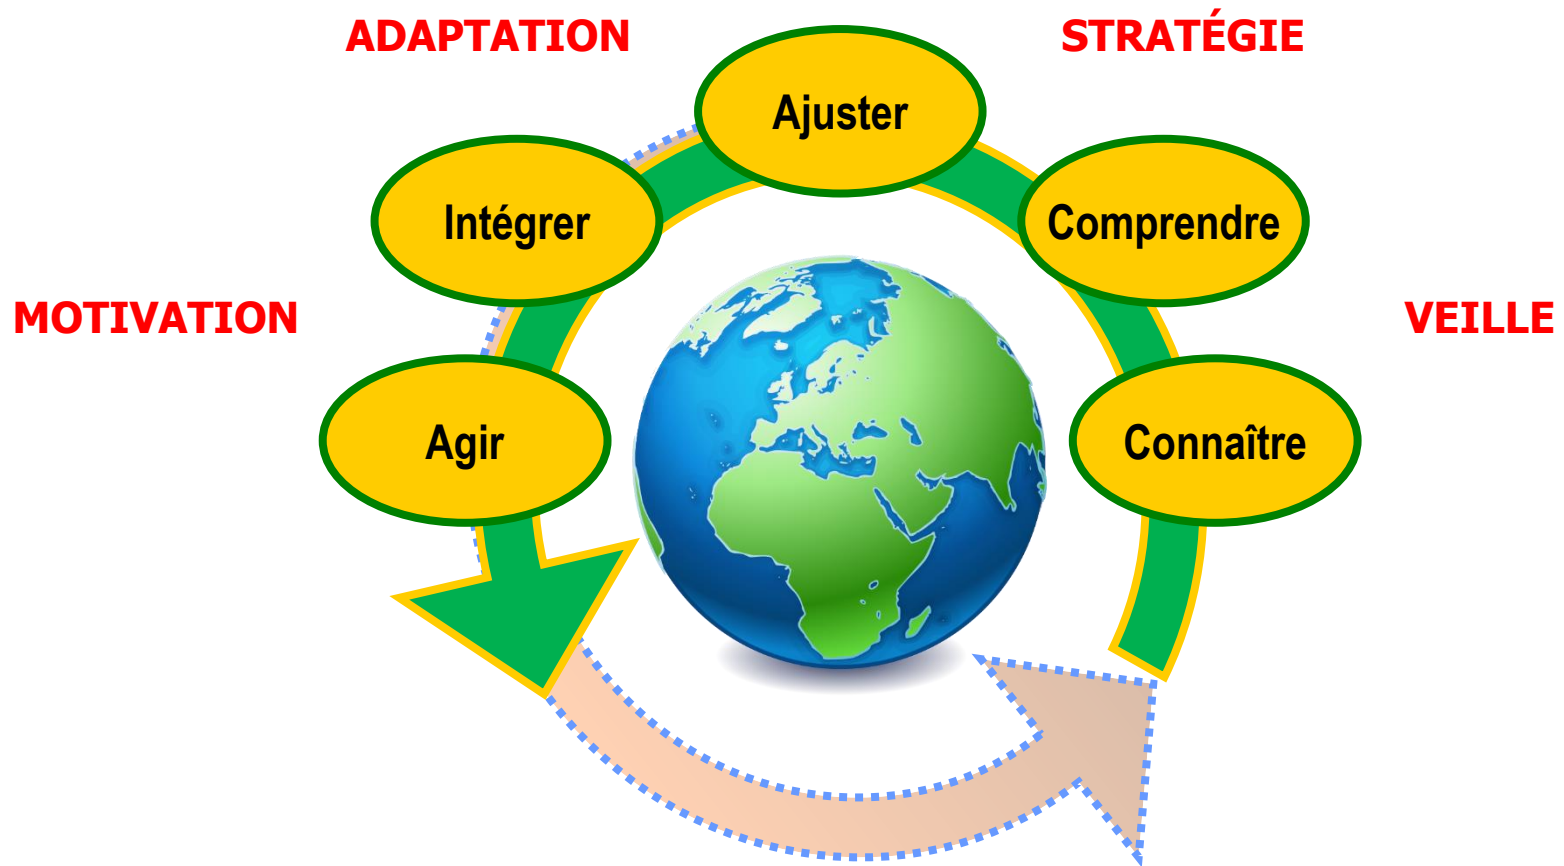 ADAPTATION
STRATÉGIE
Ajuster
Intégrer
Comprendre
MOTIVATION
VEILLE
Agir
Connaître